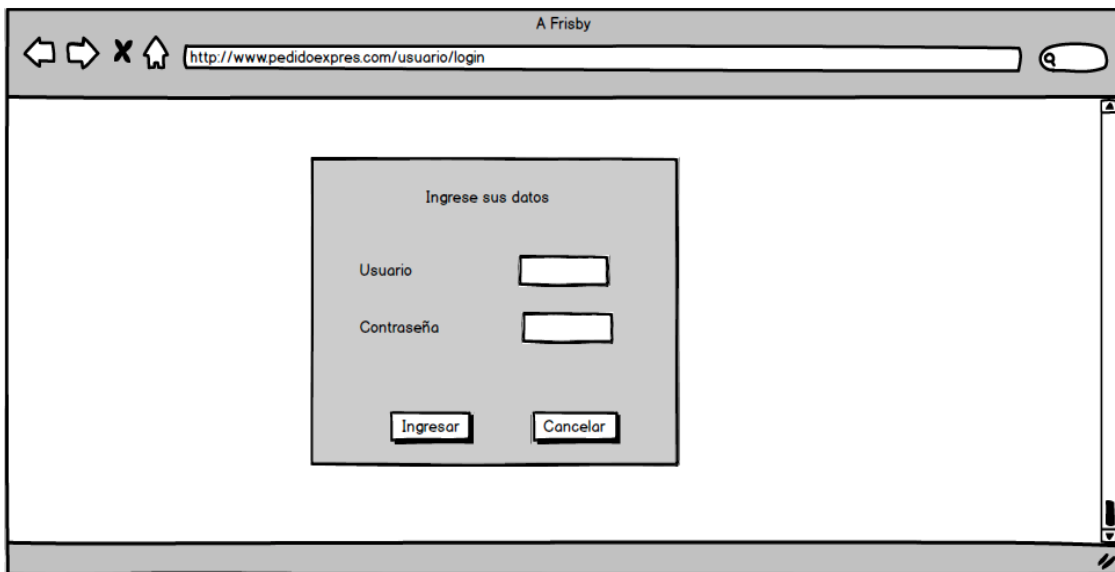 A Frisby
http://www.pedidoexpres.com/usuario/login
Ingrese sus datos
Usuario
Contraseña
Ingresar Cancelar